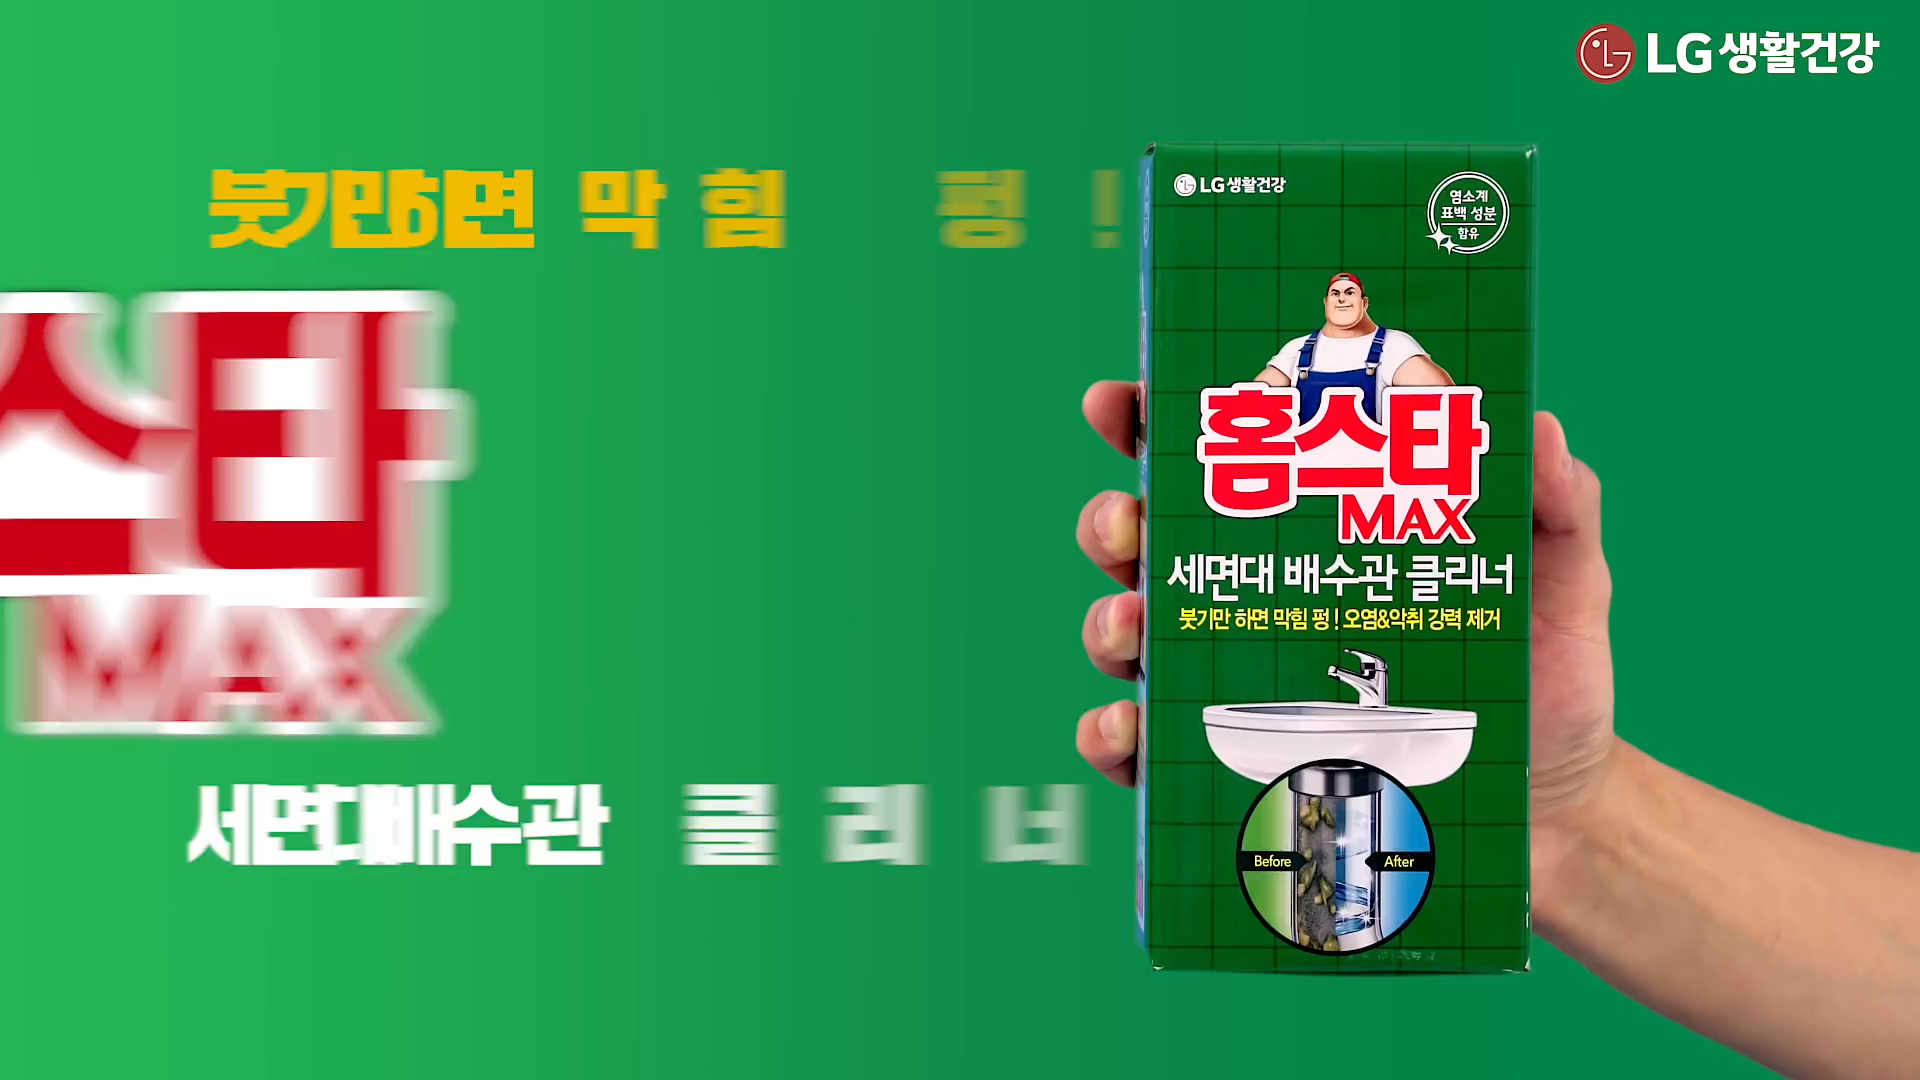 LG생활건강
붓기만하면 막힘 펑!
스타
MAX
세면대배수관 클리너
LG생활건강
염소계
표백 성분
함유
홈스타
MAX
세면대 배수관 클리너
붓기만 하면 막힘 펑! 오염&악취 강력 제거
Before
After